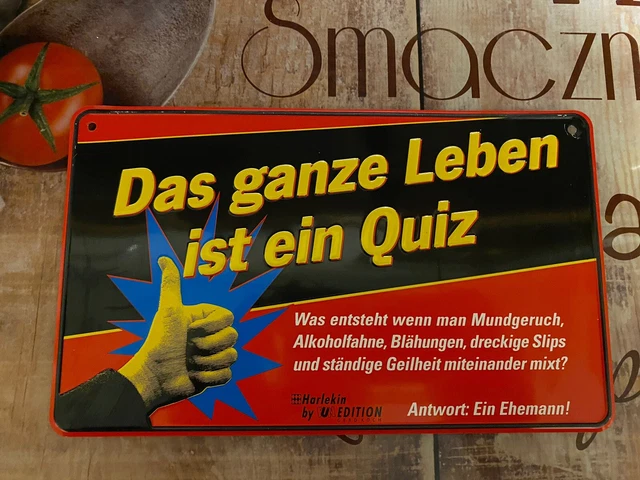 Smaczn
Das ganze Leben
ist ein Quiz
Was entsteht wenn man Mundgeruch,
Alkoholfahne, Blähungen, dreckige Slips
und ständige Geilheit miteinander mixt?
Harlekin
by EDITION
Antwort: Ein Ehemann!